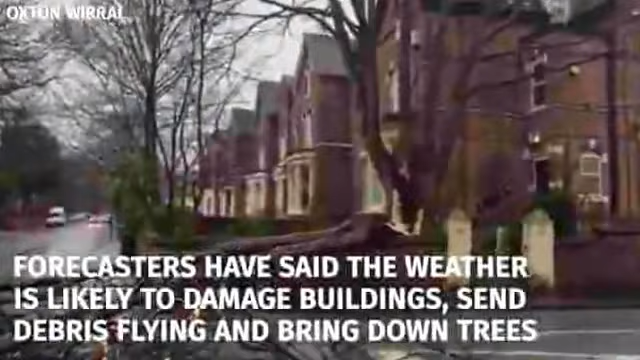 OXTON WIRRAL
FORECASTERS HAVE SAID THE WEATHER
IS LIKELY TO DAMAGE BUILDINGS, SEND
DEBRIS FLYING AND BRING DOWN TREES